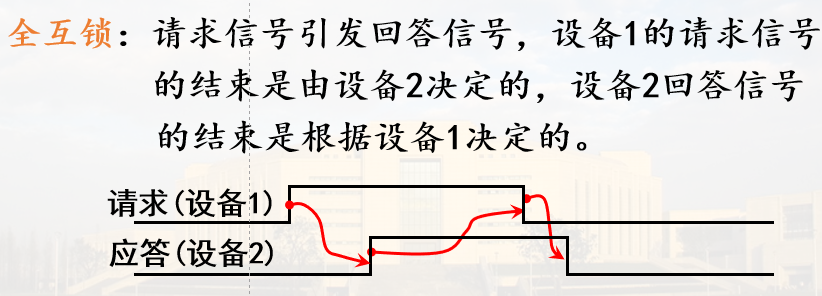 全互锁：请求信号引发回答信号，设备1的请求信号
的结束是由设备2决定的，设备2回答信号
的结束是根据设备1决定的。
请求(设备1)
应答(设备2)